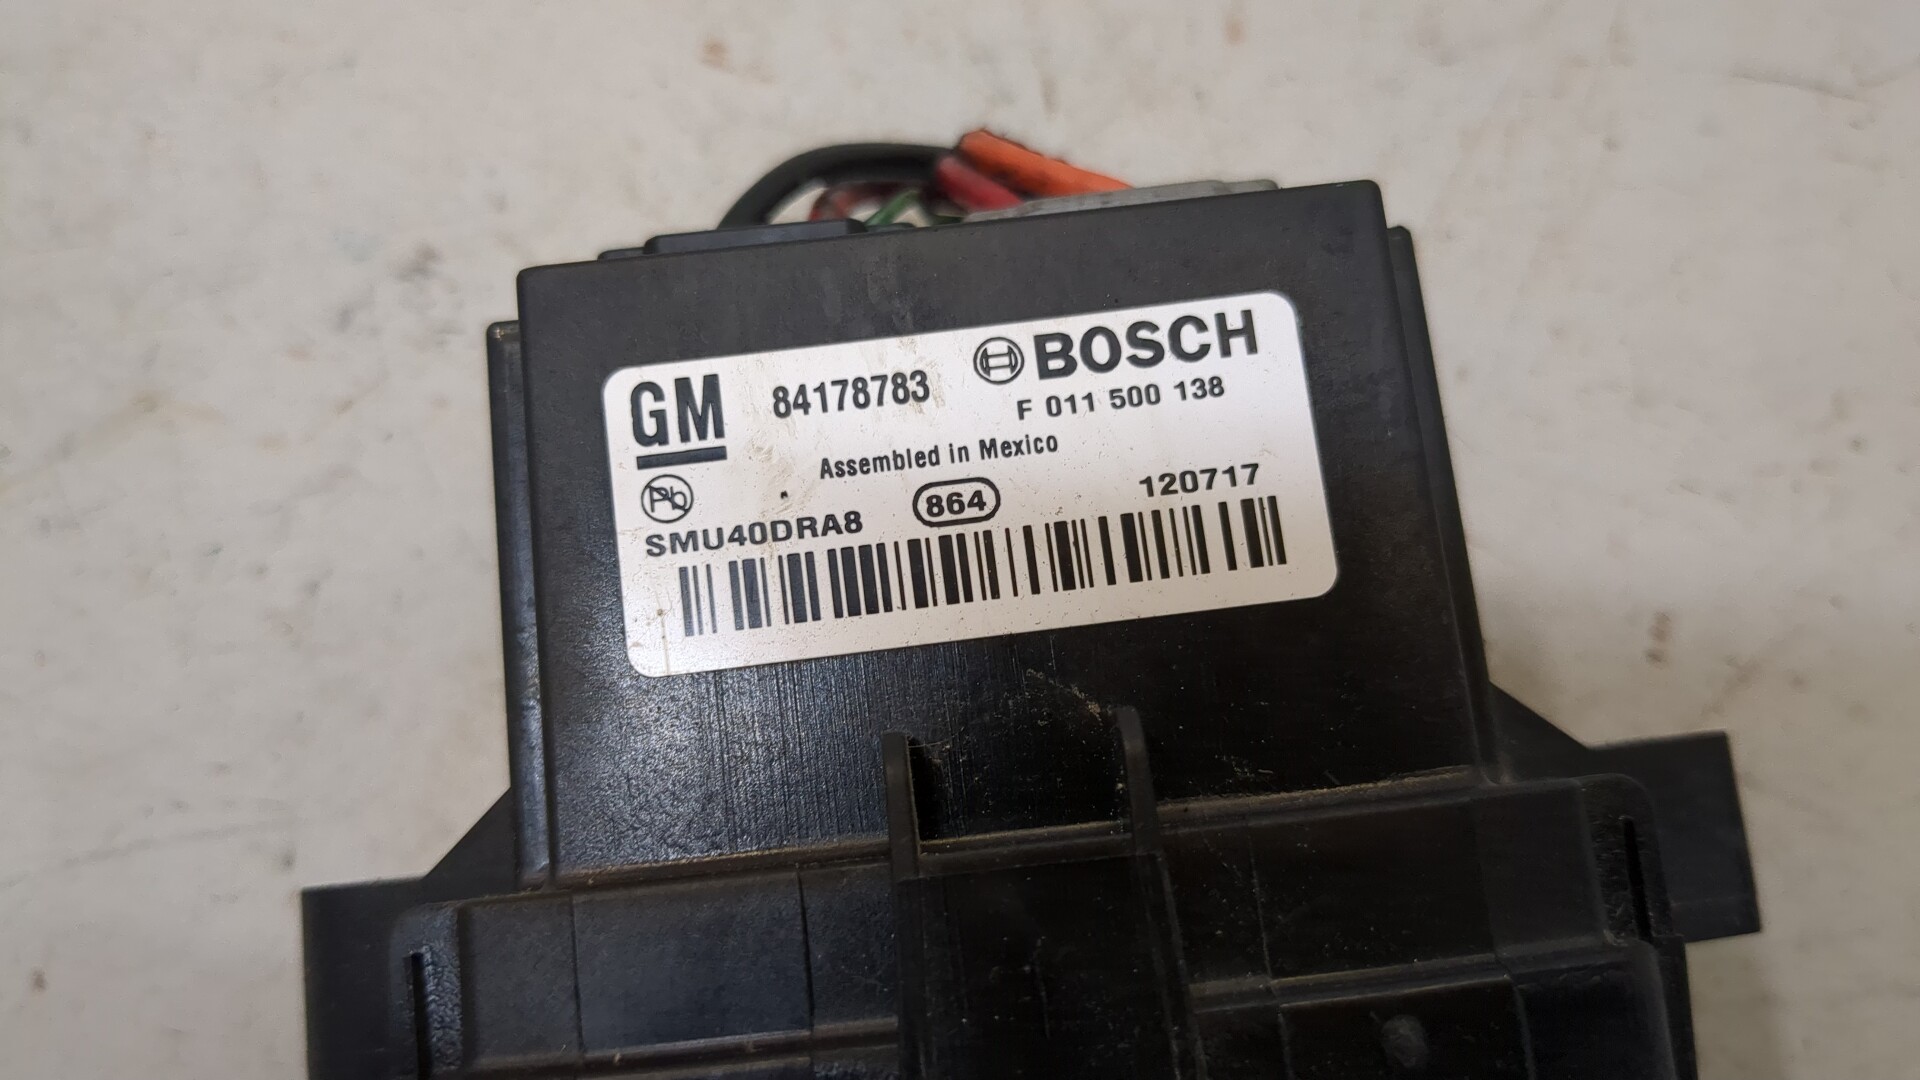 GM 84178783 BOSCH
F 011 500 138
Assembled in Mexico
Pb
SMU40DRA8 864 120717